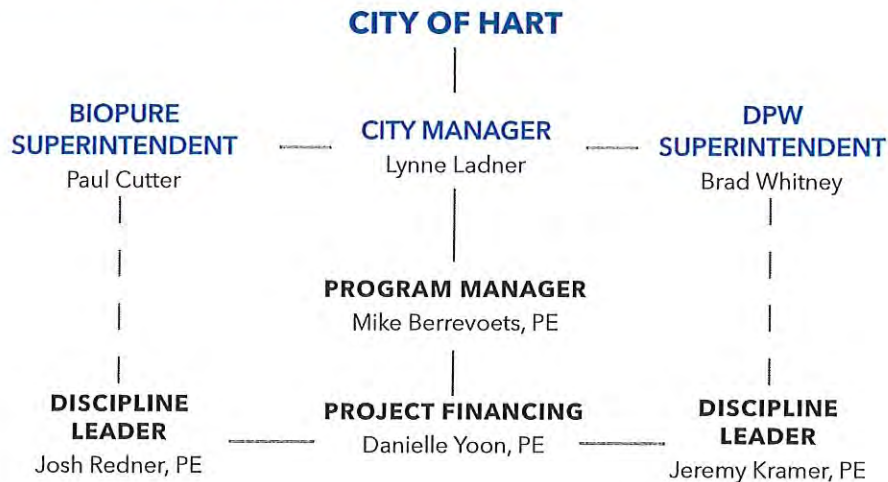 CITY OF HART
BIOPURE
SUPERINTENDENT
Paul Cutter
CITY MANAGER
Lynne Ladner
DPW
SUPERINTENDENT
Brad Whitney
PROGRAM MANAGER
Mike Berrevoets, PE
DISCIPLINE
LEADER
Josh Redner, PE
PROJECT FINANCING
Danielle Yoon, PE
DISCIPLINE
LEADER
Jeremy Kramer, PE